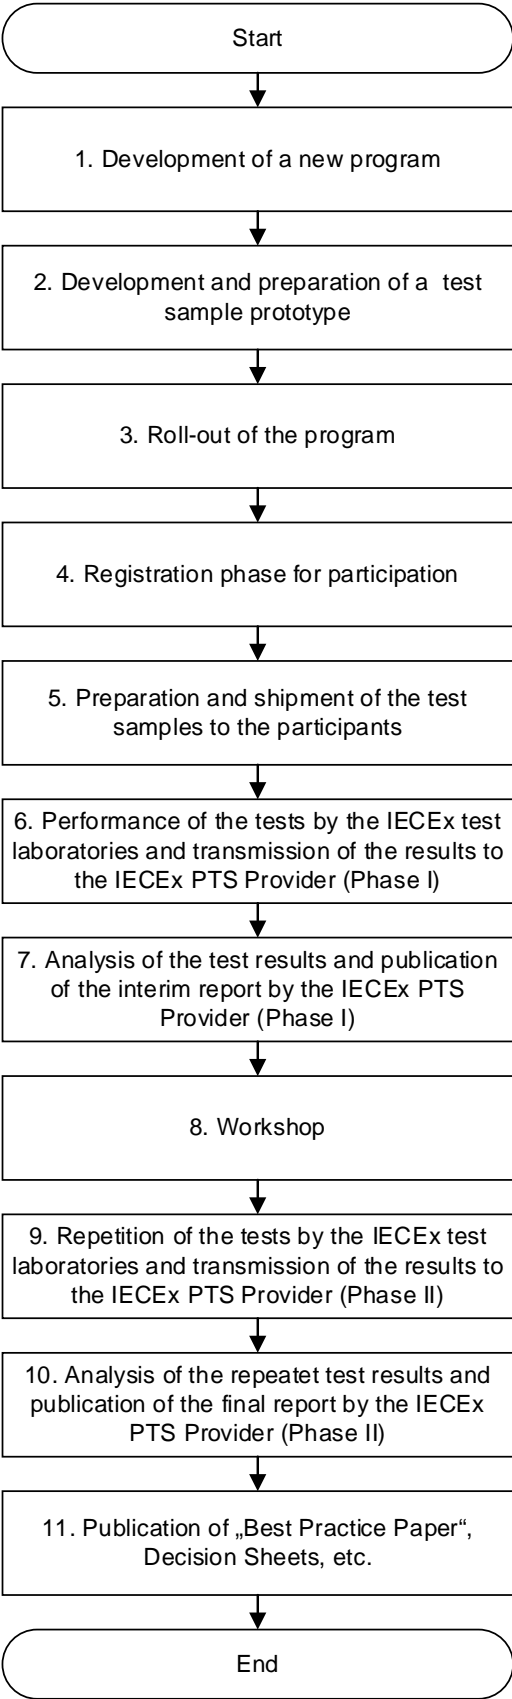 Start
1. Development of a new program
2. Development and preparation of a  test
sample prototype
3. Roll-out of the program
4. Registration phase for participation
5. Preparation and shipment of the test
samples to the participants
6. Performance of the tests by the IECEx test
laboratories and transmission of the results to
the IECEx PTS Provider (Phase I)
7. Analysis of the test results and publication
of the interim report by the IECEx PTS
Provider (Phase I)
8. Workshop
9. Repetition of the tests by the IECEx test
laboratories and transmission of the results to
the IECEx PTS Provider (Phase II)
10. Analysis of the repeatet test results and
publication of the final report by the IECEx
PTS Provider (Phase II)
11. Publication of „Best Practice Paper“,
Decision Sheets, etc.
End